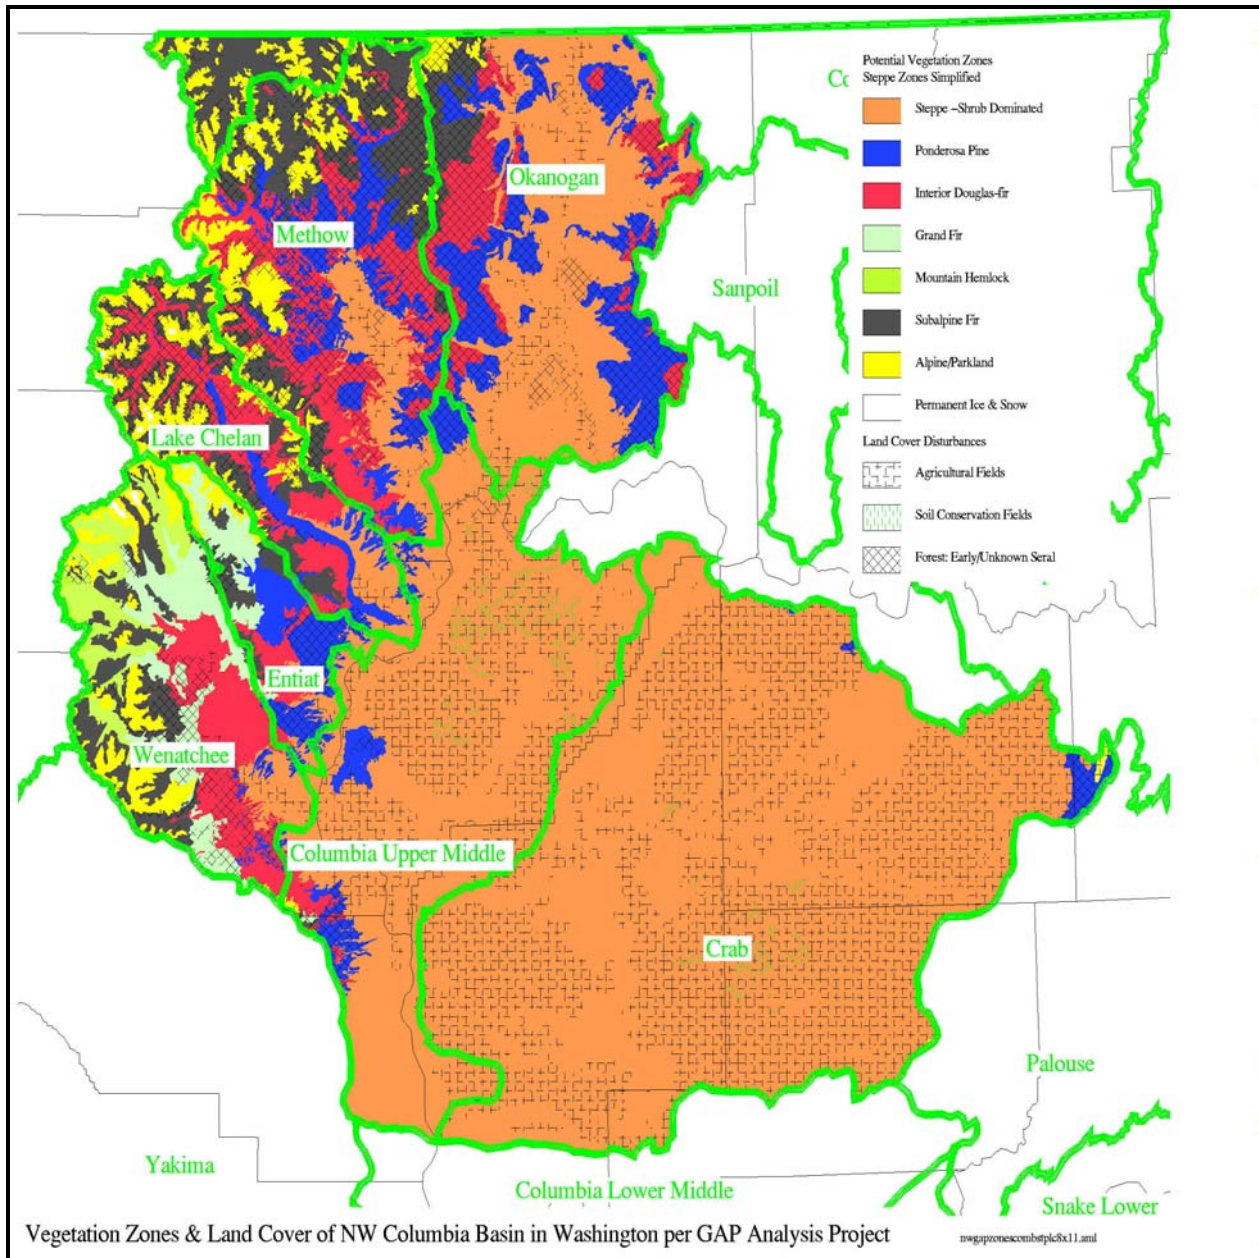 Potential Vegetation Zones
Steppe Zones Simplified
Steppe –Shrub Dominated
Ponderosa Pine
Interior Douglas-fir
Grand Fir
Mountain Hemlock
Subalpine Fir
Alpine/Parkland
Permanent Ice & Snow
Land Cover Disturbances
Agricultural Fields
Soil Conservation Fields
Forest: Early/Unknown Seral
Okanogan
Methow
Sanpoil
Lake Chelan
Entiat
Wenatchee
Columbia Upper Middle
Crab
Palouse
Yakima
Columbia Lower Middle
Snake Lower
Vegetation Zones & Land Cover of NW Columbia Basin in Washington per GAP Analysis Project